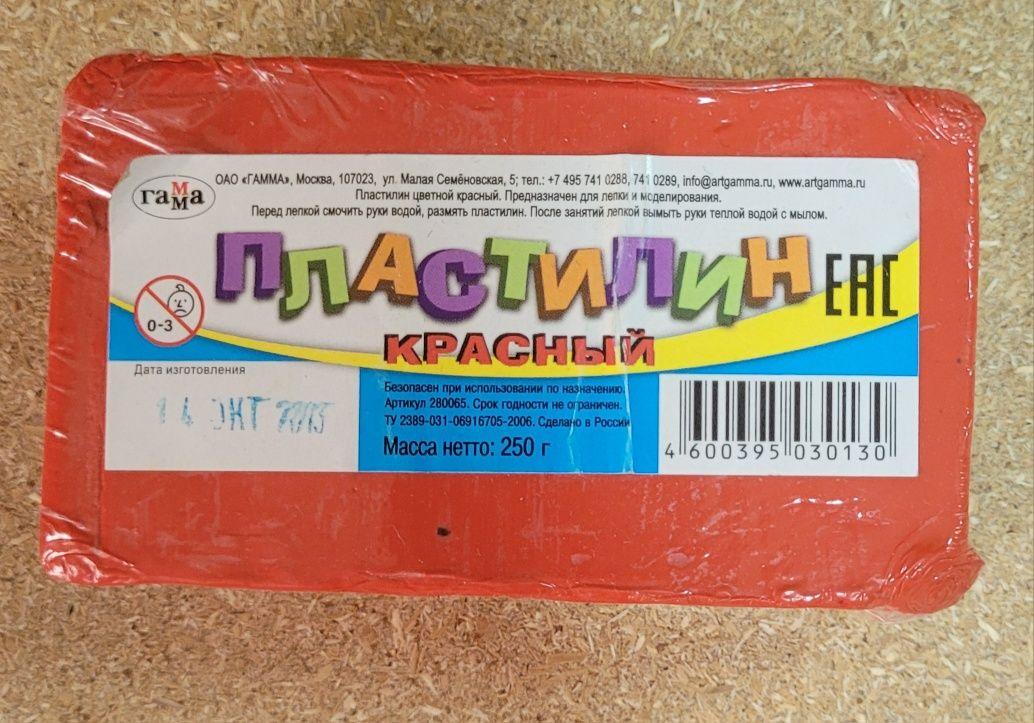 гамма
ОАО «ГАММА», Москва, 107023, ул. Малая Семёновская, 5; тел.: +7 495 741 0288, 741 0289, info@artgamma.ru, www.artgamma.ru
Пластилин цветной красный. Предназначен для лепки и моделирования.
Перед лепкой смочить руки водой, размять пластилин. После занятий лепкой вымыть руки теплой водой с мылом.
ПЛАСТИЛИН
EAC
0-3
КРАСНЫЙ
Дата изготовления
14 ОКТ 2015
Безопасен при использовании по назначению.
Артикул 280065. Срок годности не ограничен.
ТУ 2389-031-06916705-2006. Сделано в России
Масса нетто: 250 г
4 600395 030130